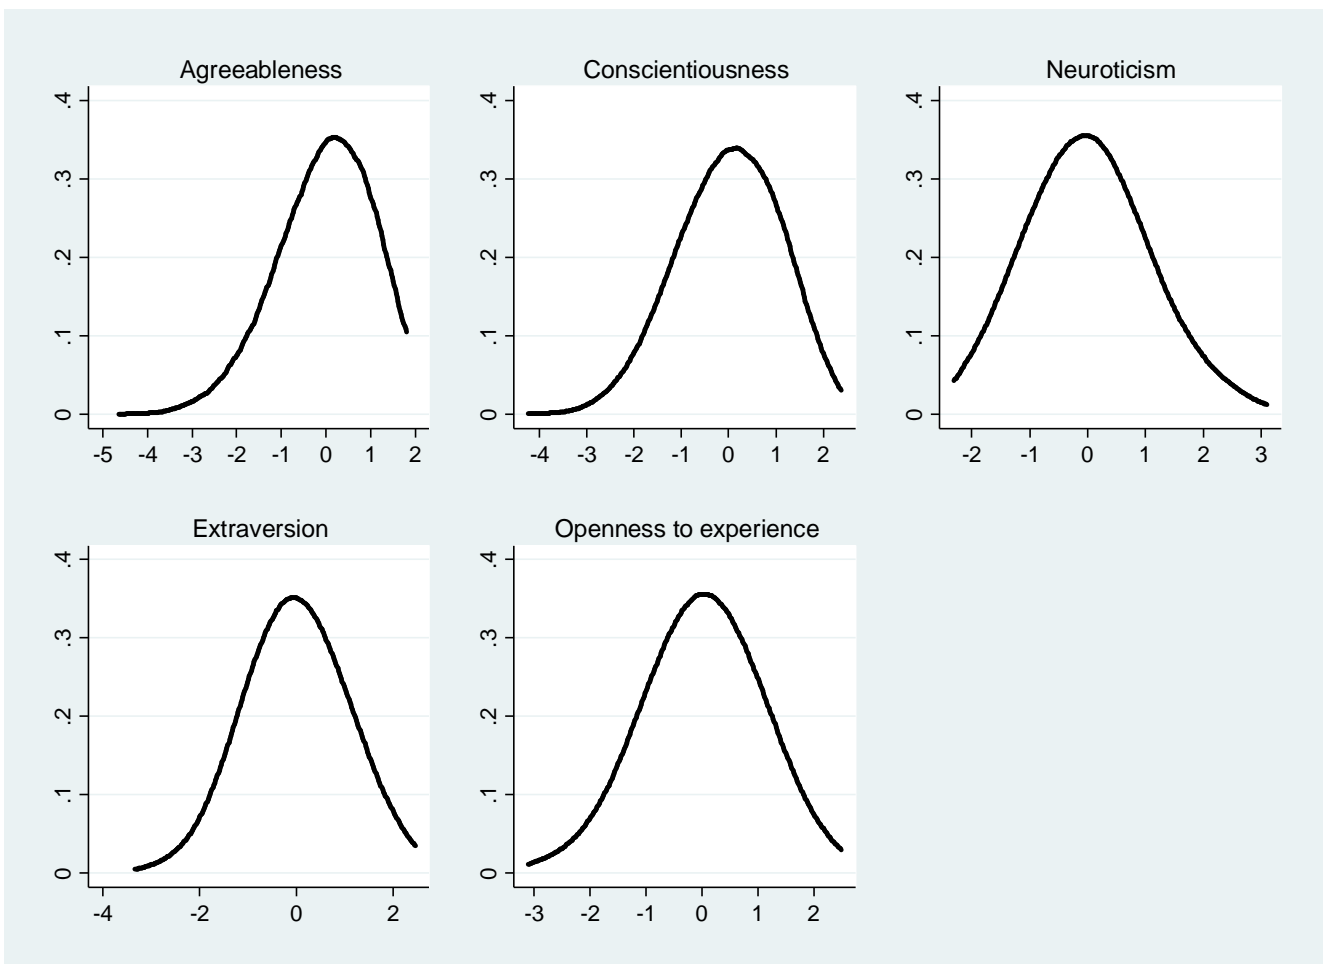 Agreeableness
.4
.3
.2
.1
0
-5 -4 -3 -2 -1 0 1 2
Conscientiousness
.4
.3
.2
.1
0
-4 -3 -2 -1 0 1 2
Neuroticism
.4
.3
.2
.1
0
-2 -1 0 1 2 3
Extraversion
.4
.3
.2
.1
0
-4 -2 0 2
Openness to experience
.4
.3
.2
.1
0
-3 -2 -1 0 1 2